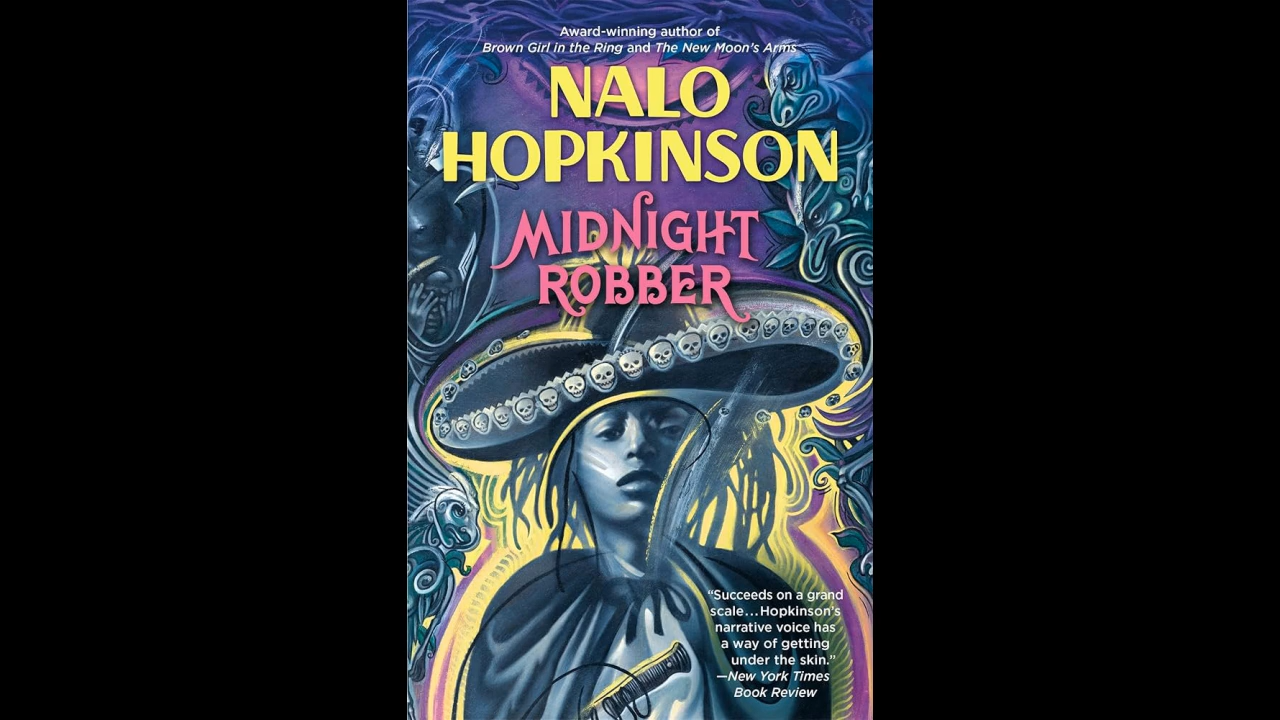 Award-winning author of
Brown Girl in the Ring and The New Moon's Arms
NALO
HOPKINSON
MIDNIGHT
ROBBER
“Succeeds on a grand
scale...Hopkinson's
narrative voice has
a way of getting
under the skin.”
—New York Times
Book Review